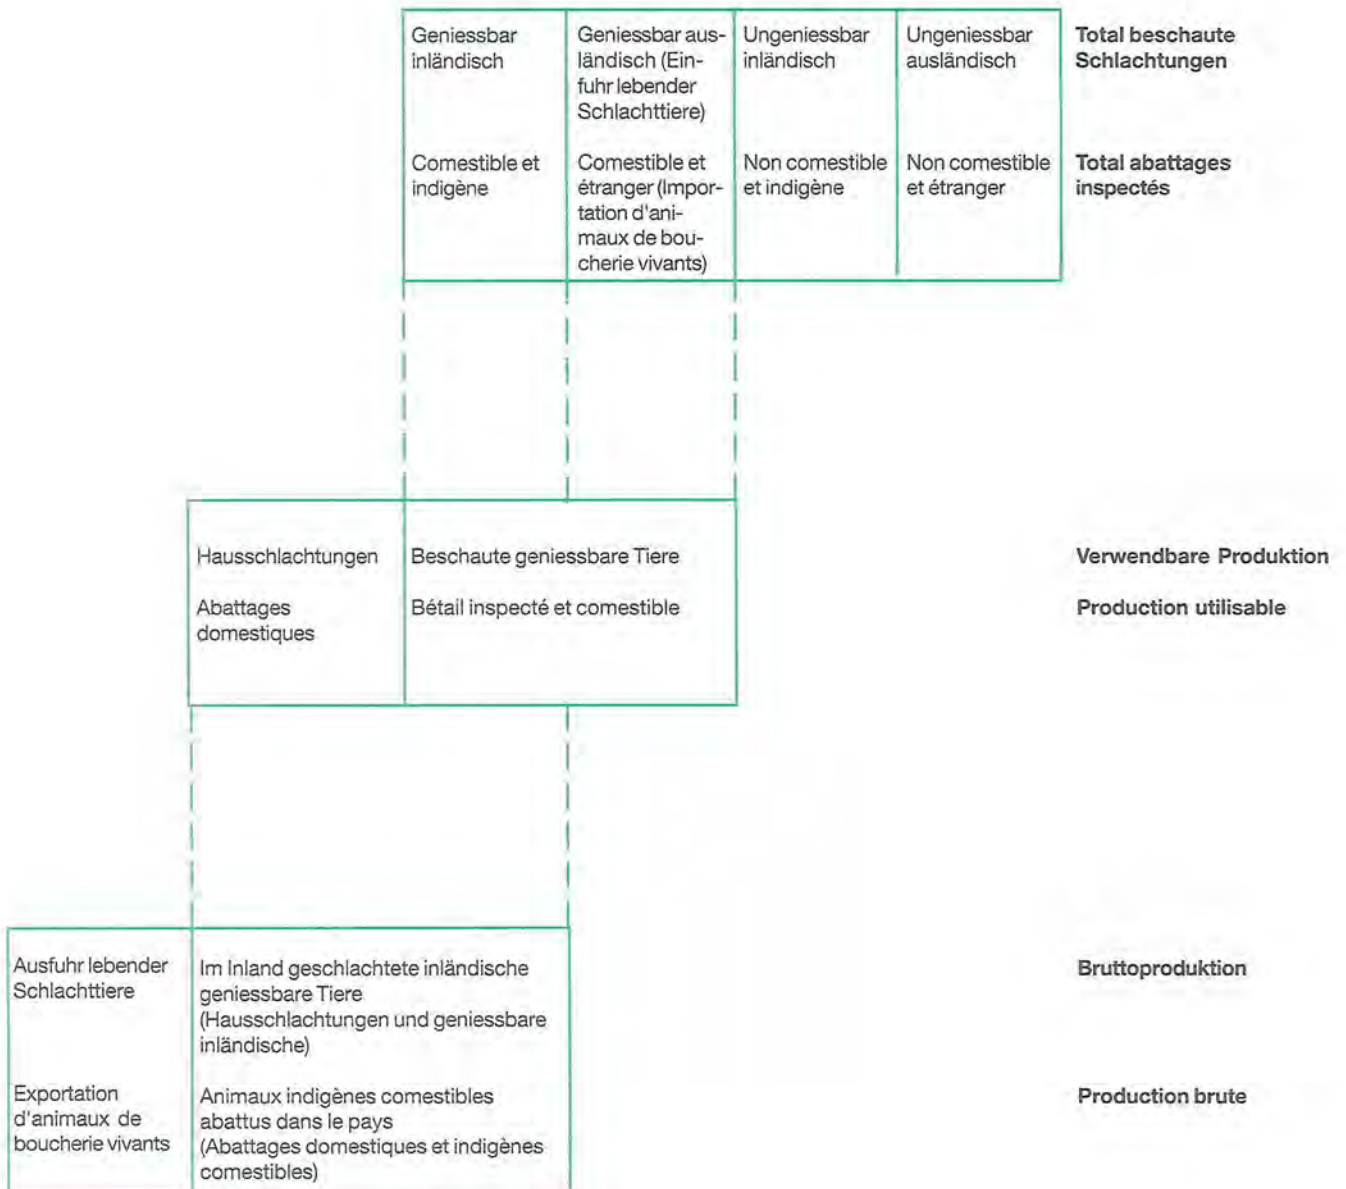 Geniessbar
inländisch
Geniessbar aus-
ländisch (Ein-
fuhr lebender
Schlachttiere)
Ungeniessbar
inländisch
Ungeniessbar
ausländisch
Total beschaute
Schlachtungen
Comestible et
indigène
Comestible et
étranger (Impor-
tation d'ani-
maux de bou-
cherie vivants)
Non comestible
et indigène
Non comestible
et étranger
Total abattages
inspectés
Hausschlachtungen
Beschaute geniessbare Tiere
Verwendbare Produktion
Abattages
domestiques
Bétail inspecté et comestible
Production utilisable
Ausfuhr lebender
Schlachttiere
Im Inland geschlachtete inländische
geniessbare Tiere
(Hausschlachtungen und geniessbare
inländische)
Bruttoproduktion
Exportation
d'animaux de
boucherie vivants
Animaux indigènes comestibles
abattus dans le pays
(Abattages domestiques et indigènes
comestibles)
Production brute